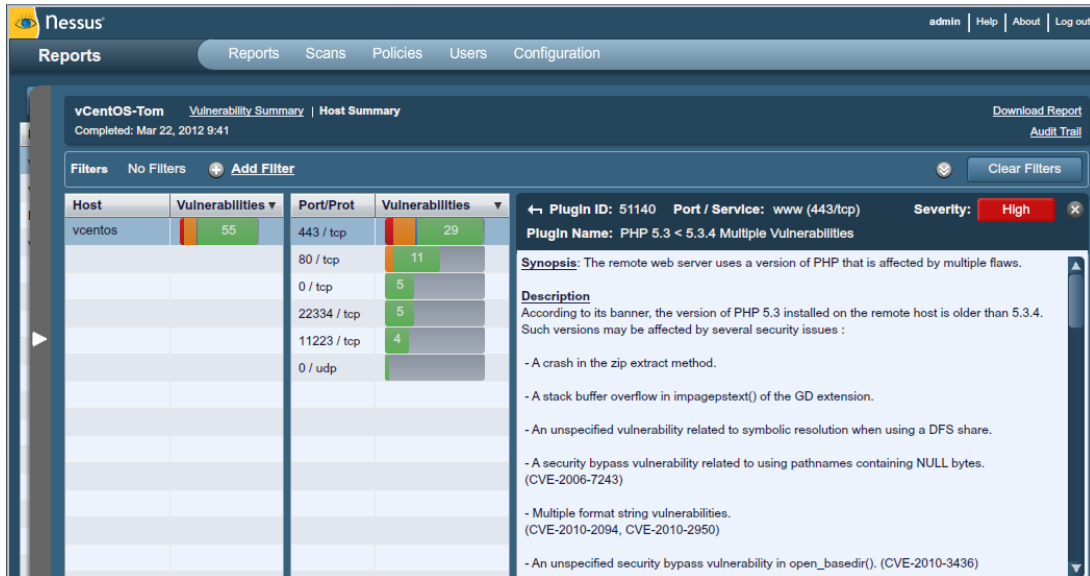 Nessus
admin | Help | About | Log out
Reports
Reports Scans Policies Users Configuration
vCentOS-Tom Vulnerability Summary | Host Summary
Download Report
Completed: Mar 22, 2012 9:41
Audit Trail
Filters No Filters Add Filter
Clear Filters
Host Vulnerabilities
vcentos 55
Port/Prot Vulnerabilities
443 / tcp 29
80 / tcp 11
0 / tcp 5
22334 / tcp 5
11223 / tcp 4
0 / udp
Plugin ID: 51140 Port / Service: www (443/tcp) Severity: High
Plugin Name: PHP 5.3 < 5.3.4 Multiple Vulnerabilities
Synopsis: The remote web server uses a version of PHP that is affected by multiple flaws.
Description
According to its banner, the version of PHP 5.3 installed on the remote host is older than 5.3.4.
Such versions may be affected by several security issues :
- A crash in the zip extract method.
- A stack buffer overflow in impagepstext() of the GD extension.
- An unspecified vulnerability related to symbolic resolution when using a DFS share.
- A security bypass vulnerability related to using pathnames containing NULL bytes.
(CVE-2006-7243)
- Multiple format string vulnerabilities.
(CVE-2010-2094, CVE-2010-2950)
- An unspecified security bypass vulnerability in open_basedir(). (CVE-2010-3436)